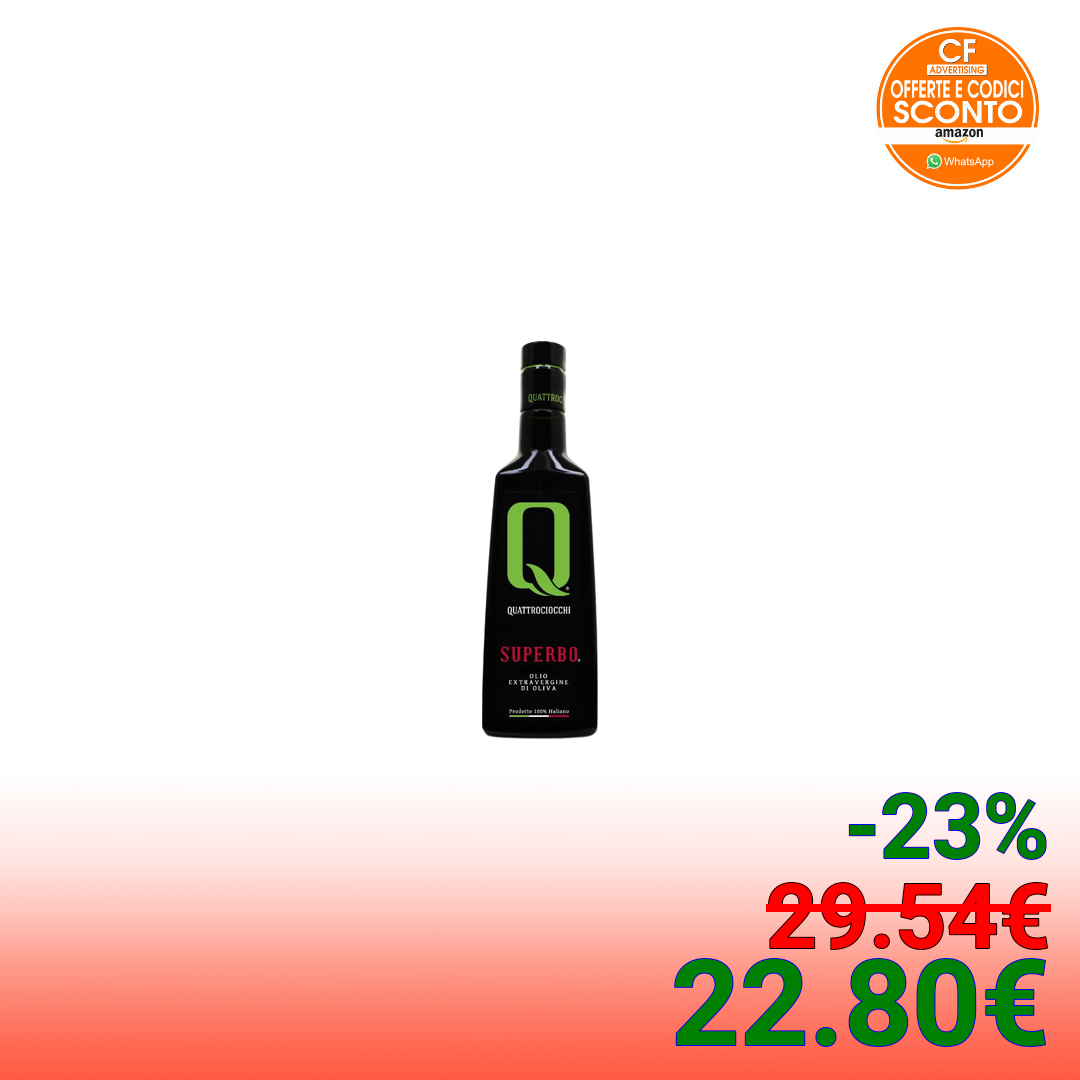 CF
ADVERTISING
OFFERTE E CODICI
SCONTO
amazon
WhatsApp
QUATTROC
Q
QUATTROCIOCCHI
SUPERBO
OLIO
EXTRAVERGINE
DI OLIVA
Prodotto 100% Italiano
-23%
29.54€
22.80€